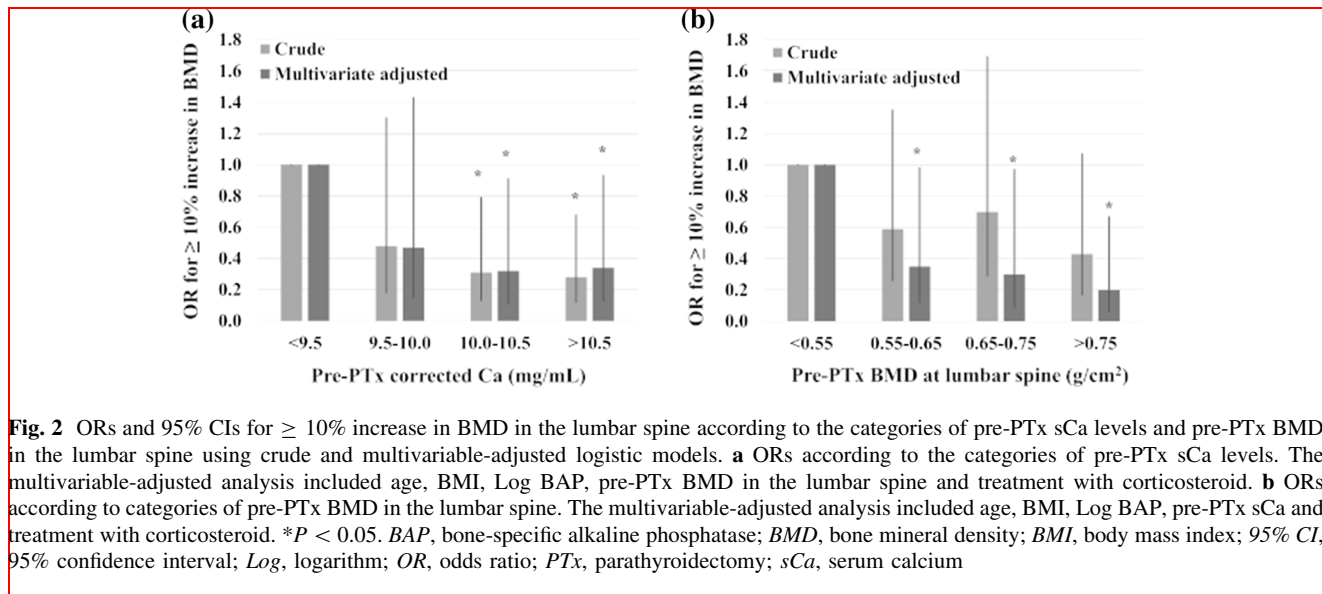 (a)
OR for ≥ 10% increase in BMD
1.8
1.6
1.4
1.2
1.0
0.8
0.6
0.4
0.2
0.0
Crude
Multivariate adjusted
*
*
*
*
<9.5
9.5-10.0
10.0-10.5
>10.5
Pre-PTx corrected Ca (mg/mL)
(b)
OR for ≥ 10% increase in BMD
1.8
1.6
1.4
1.2
1.0
0.8
0.6
0.4
0.2
0.0
Crude
Multivariate adjusted
*
*
*
<0.55
0.55-0.65
0.65-0.75
>0.75
Pre-PTx BMD at lumbar spine (g/cm²)
Fig. 2 ORs and 95% CIs for ≥ 10% increase in BMD in the lumbar spine according to the categories of pre-PTx sCa levels and pre-PTx BMD
in the lumbar spine using crude and multivariable-adjusted logistic models. a ORs according to the categories of pre-PTx sCa levels. The
multivariable-adjusted analysis included age, BMI, Log BAP, pre-PTx BMD in the lumbar spine and treatment with corticosteroid. b ORs
according to categories of pre-PTx BMD in the lumbar spine. The multivariable-adjusted analysis included age, BMI, Log BAP, pre-PTx sCa and
treatment with corticosteroid. *P < 0.05. BAP, bone-specific alkaline phosphatase; BMD, bone mineral density; BMI, body mass index; 95% CI,
95% confidence interval; Log, logarithm; OR, odds ratio; PTx, parathyroidectomy; sCa, serum calcium